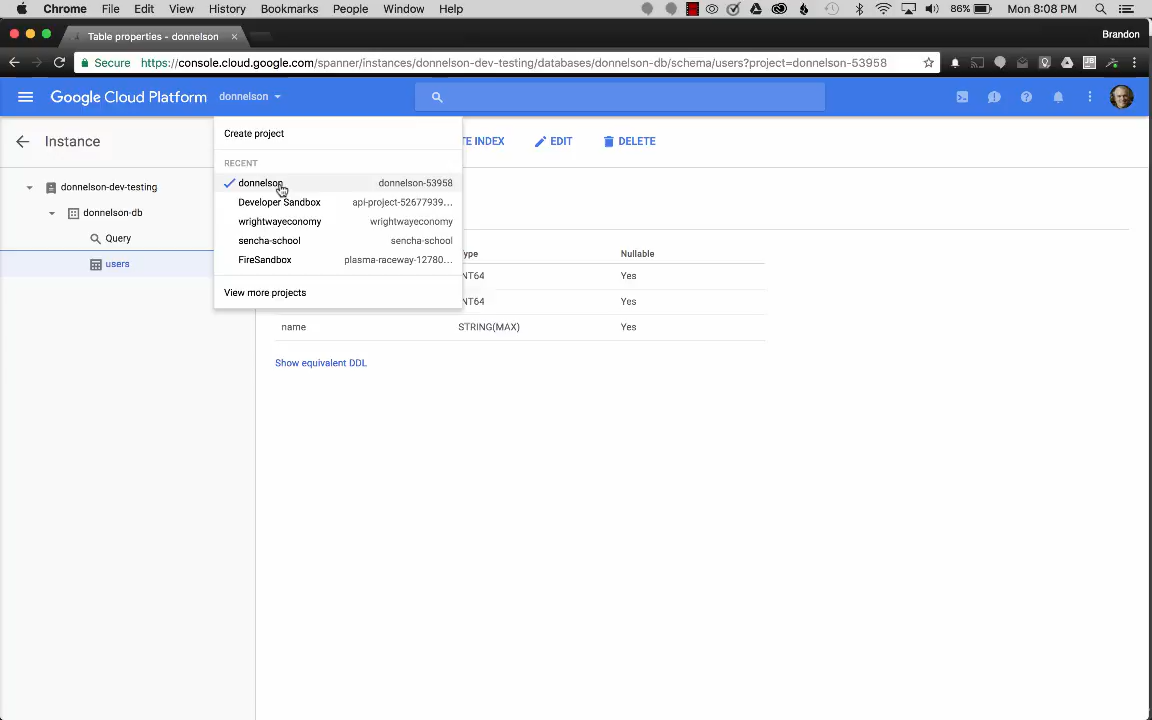 Chrome File Edit View History Bookmarks People Window Help 86% Mon 8:08 PM
Table properties - donnelson × Brandon
Secure https://console.cloud.google.com/spanner/instances/donnelson-dev-testing/databases/donnelson-db/schema/users?project=donnelson-53958
Google Cloud Platform donnelson
Instance
TE INDEX EDIT DELETE
Create project
RECENT
donnelson donnelson-53958
Developer Sandbox api-project-52677939...
wrightwayeconomy wrightwayeconomy
sencha-school sencha-school
FireSandbox plasma-raceway-12780...
View more projects
donnelson-dev-testing
donnelson-db
Query
users
ype Nullable
NT64 Yes
NT64 Yes
name STRING(MAX) Yes
Show equivalent DDL